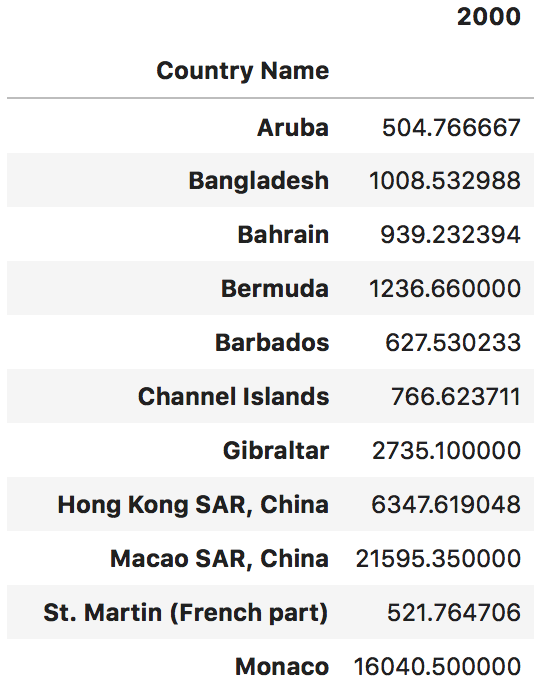 2000
Country Name
Aruba 504.766667
Bangladesh 1008.532988
Bahrain 939.232394
Bermuda 1236.660000
Barbados 627.530233
Channel Islands 766.623711
Gibraltar 2735.100000
Hong Kong SAR, China 6347.619048
Macao SAR, China 21595.350000
St. Martin (French part) 521.764706
Monaco 16040.500000